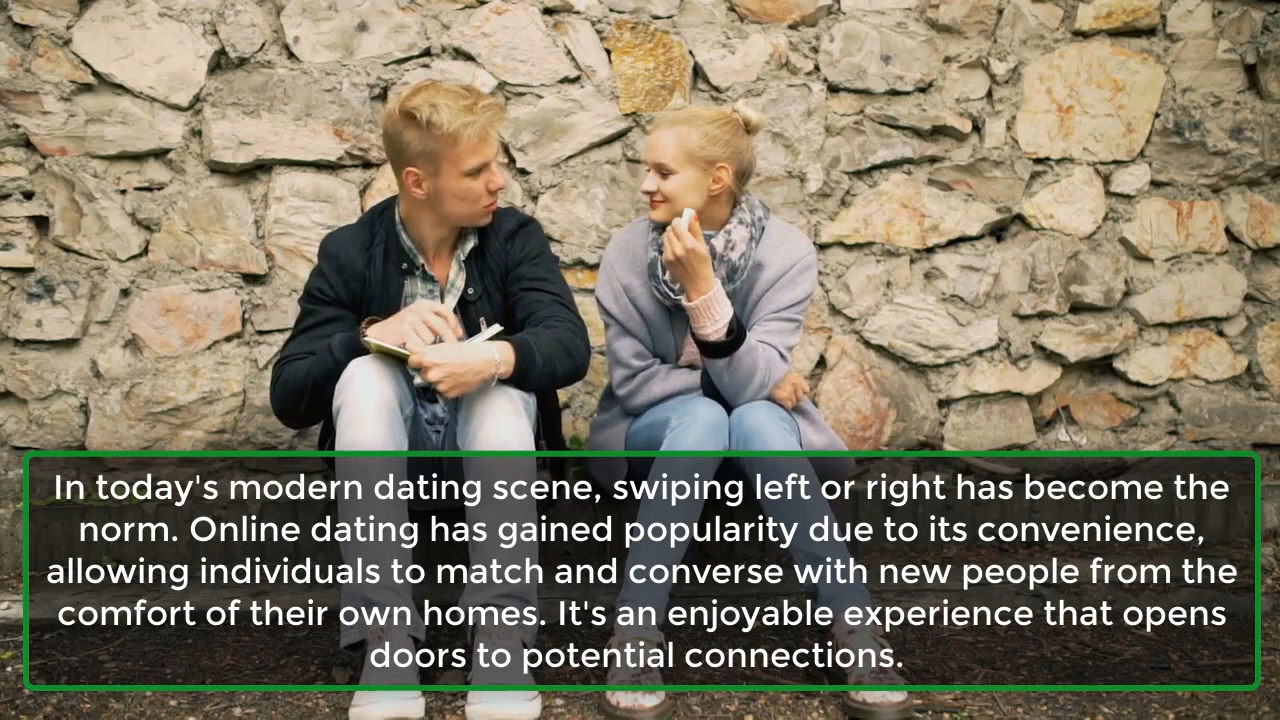 In today's modern dating scene, swiping left or right has become the
norm. Online dating has gained popularity due to its convenience,
allowing individuals to match and converse with new people from the
comfort of their own homes. It's an enjoyable experience that opens
doors to potential connections.